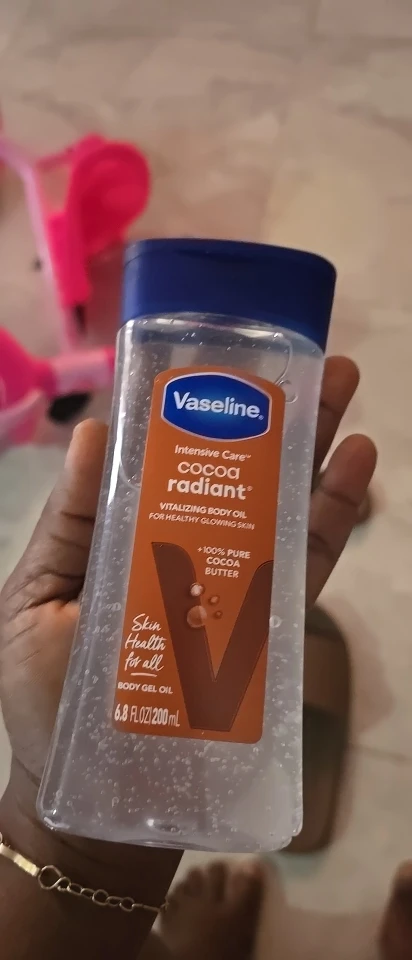 Vaseline®
Intensive Care™
cocoa
radiant®
VITALIZING BODY OIL
FOR HEALTHY GLOWING SKIN
+100% PURE
COCOA
BUTTER
Skin
Health
for all
BODY GEL OIL
6.8 FL OZ|200 mL